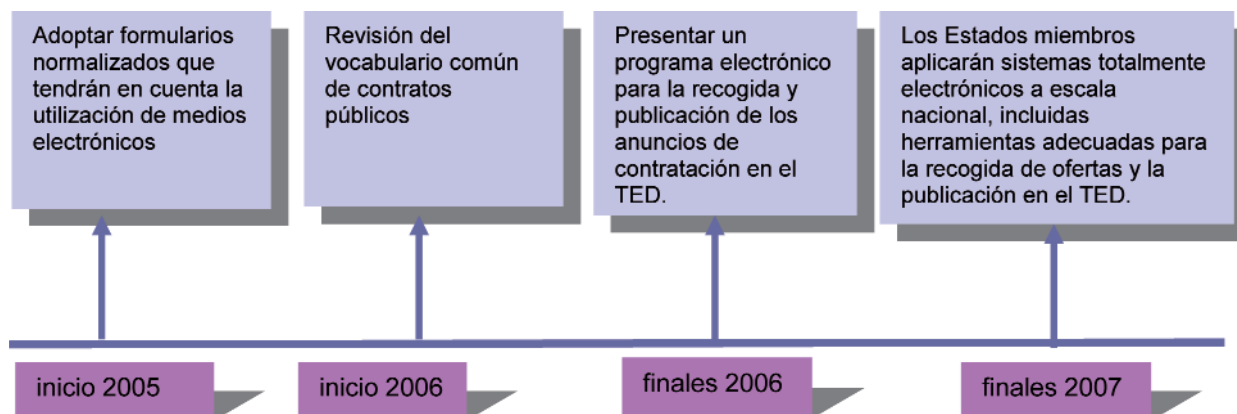 Adoptar formularios
normalizados que
tendrán en cuenta la
utilización de medios
electrónicos
Revisión del
vocabulario común
de contratos
públicos
Presentar un
programa electrónico
para la recogida y
publicación de los
anuncios de
contratación en el
TED.
Los Estados miembros
aplicarán sistemas totalmente
electrónicos a escala
nacional, incluidas
herramientas adecuadas para
la recogida de ofertas y la
publicación en el TED.
inicio 2005
inicio 2006
finales 2006
finales 2007